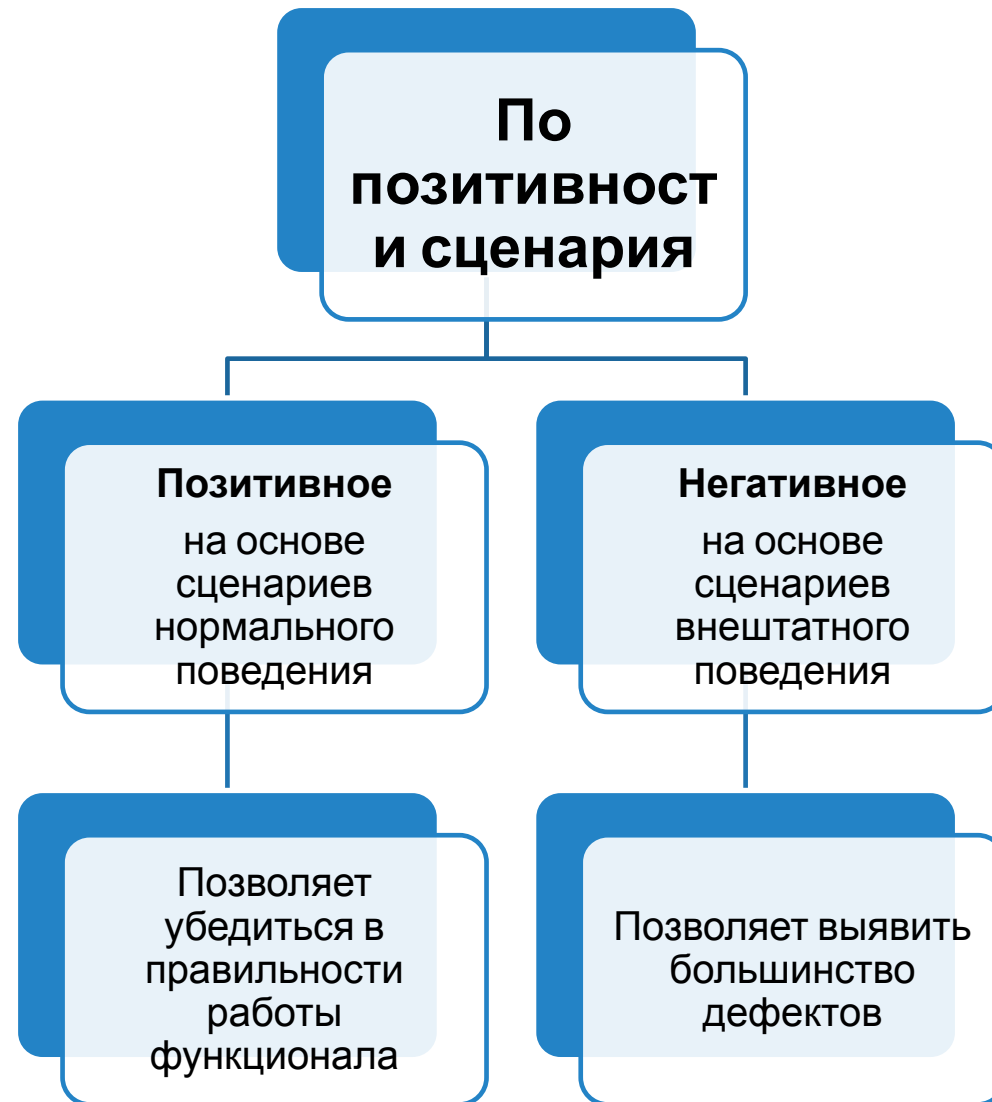 По
позитивност
и сценария
Позитивное
на основе
сценариев
нормального
поведения
Негативное
на основе
сценариев
внештатного
поведения
Позволяет
убедиться в
правильности
работы
функционала
Позволяет выявить
большинство
дефектов